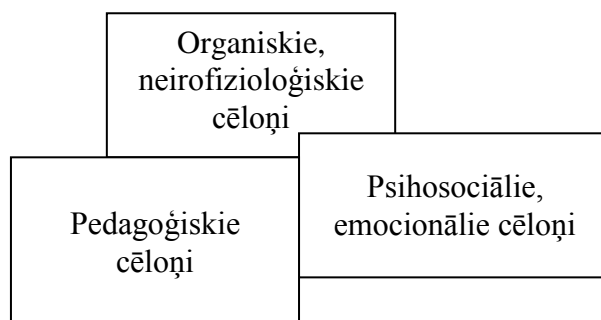 Organiskie,
neirofizioloģiskie
cēloņi
Psihosociālie,
emocionālie cēloņi
Pedagoģiskie
cēloņi